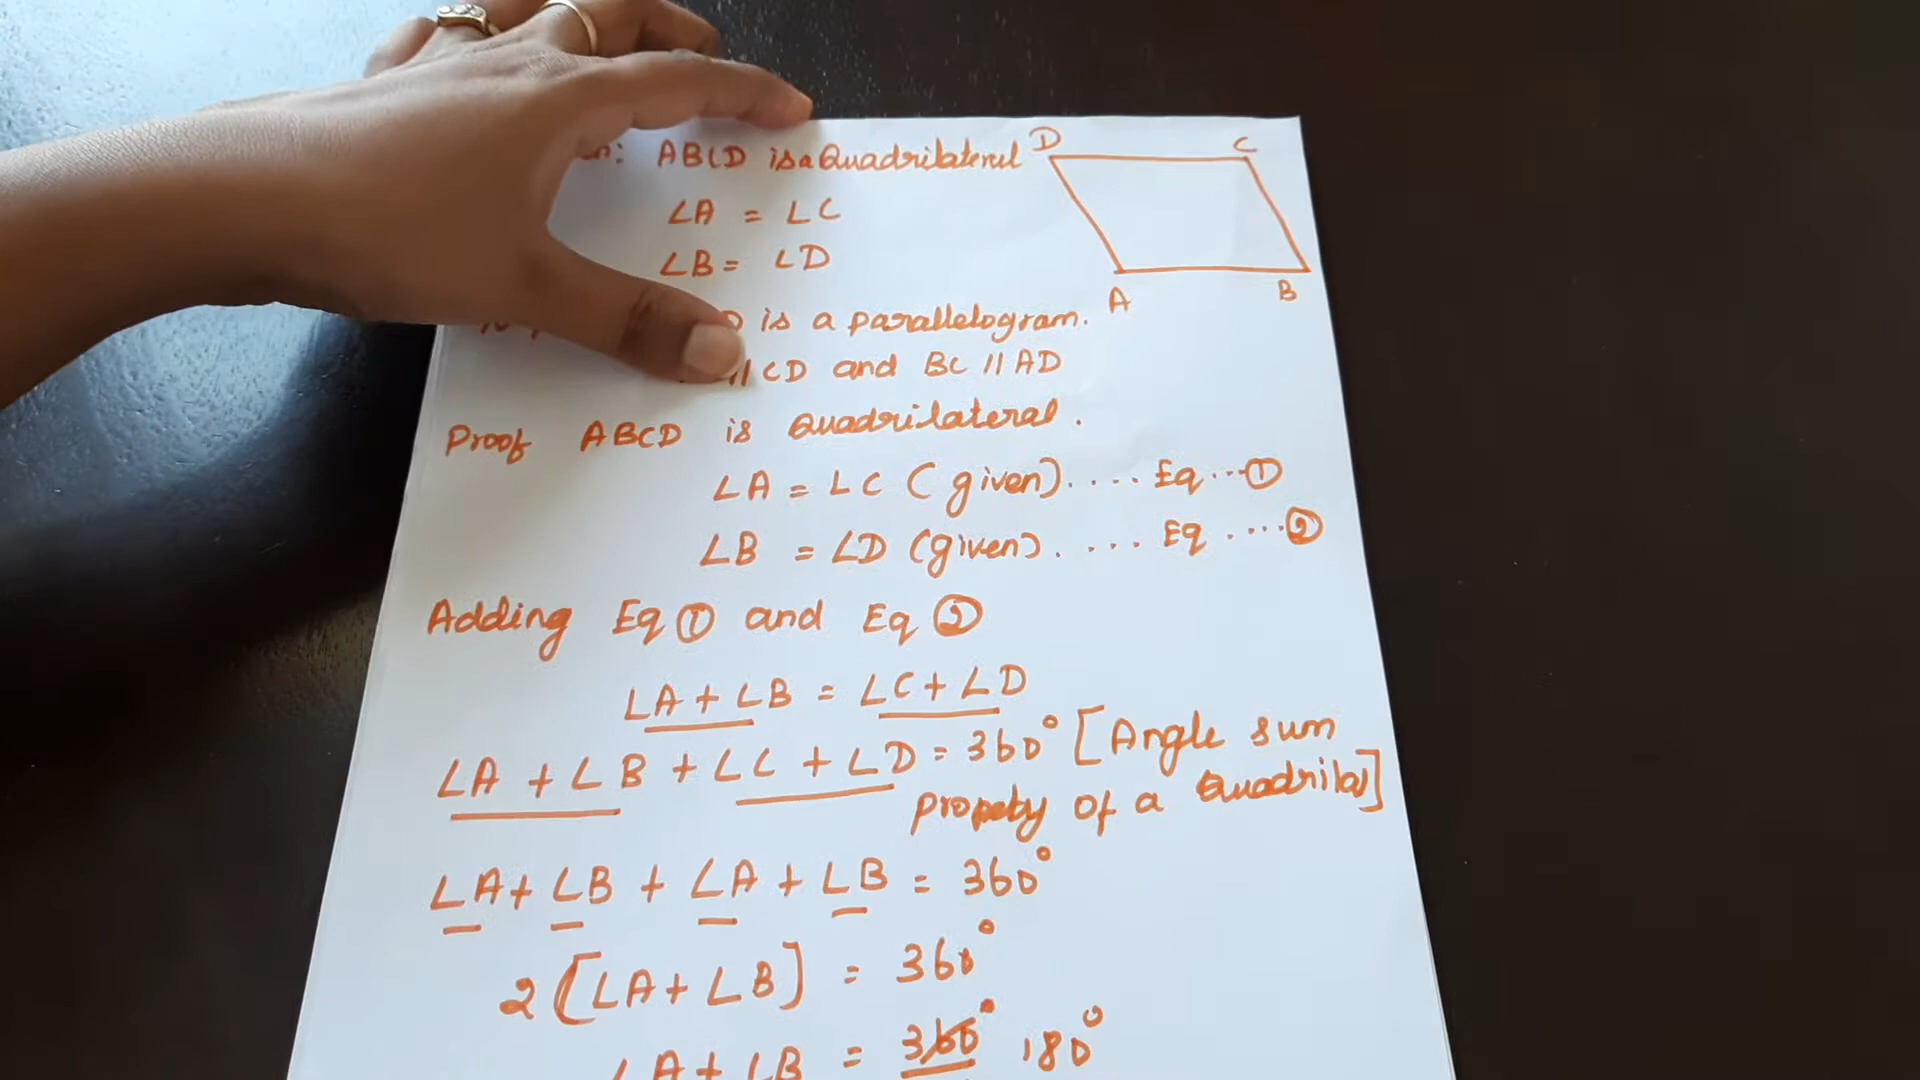 D C
ABCD is a Quadrilateral
∠A = ∠C
∠B = ∠D
A B
D is a parallelogram.
// CD and BC // AD
Proof ABCD is Quadrilateral.
∠A = ∠C (given). .... Eq...①
∠B = ∠D (given). .... Eq ....②
Adding Eq ① and Eq ②
∠A + ∠B = ∠C + ∠D
∠A + ∠B + ∠C + ∠D = 360° [Angle sum
property of a Quadrila]
∠A + ∠B + ∠A + ∠B = 360°
2 [∠A + ∠B] = 360°
∠A + ∠B = 360° 180°